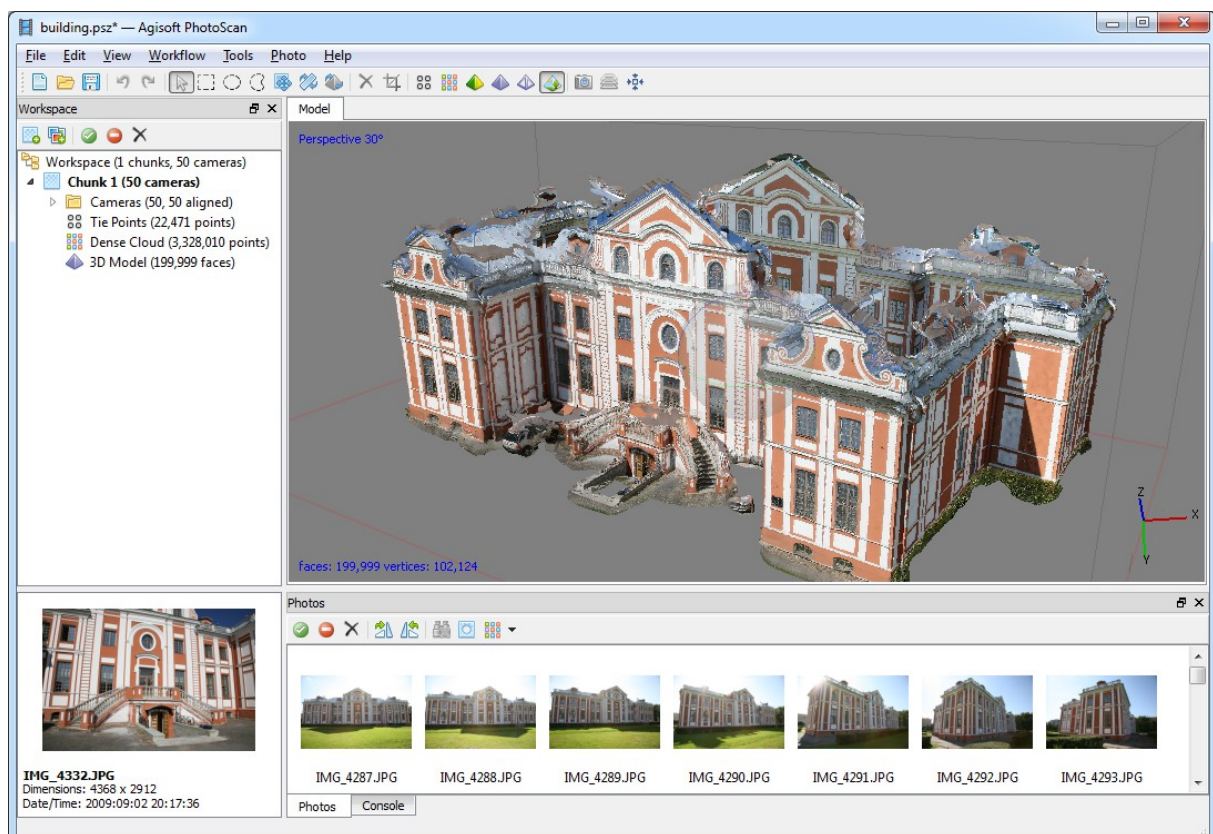 building.psz* — Agisoft PhotoScan
File Edit View Workflow Tools Photo Help
Workspace
Model
Workspace (1 chunks, 50 cameras)
Chunk 1 (50 cameras)
Cameras (50, 50 aligned)
Tie Points (22,471 points)
Dense Cloud (3,328,010 points)
3D Model (199,999 faces)
Perspective 30°
Z
X
Y
faces: 199,999 vertices: 102,124
IMG_4332.JPG
Dimensions: 4368 x 2912
Date/Time: 2009:09:02 20:17:36
Photos
IMG_4287.JPG IMG_4288.JPG IMG_4289.JPG IMG_4290.JPG IMG_4291.JPG IMG_4292.JPG IMG_4293.JPG
Photos Console